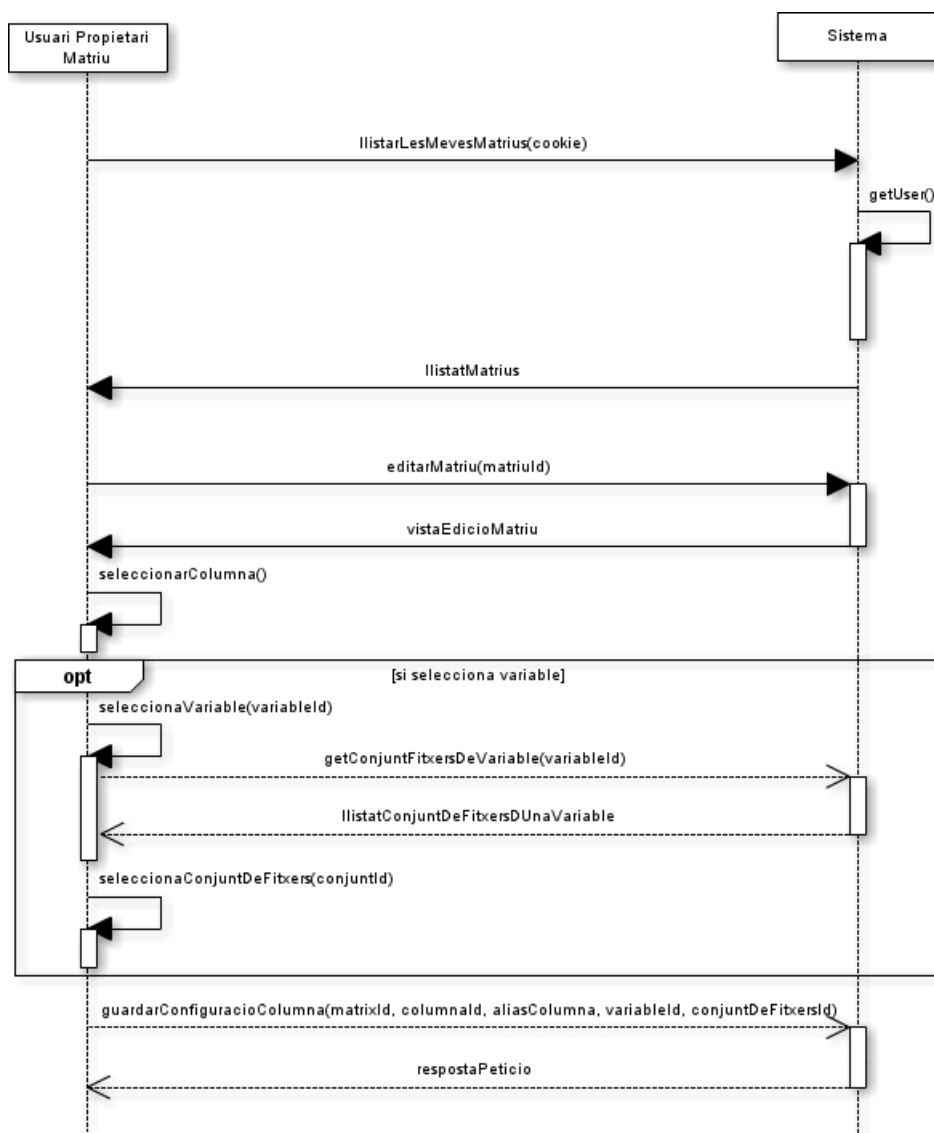 Usuari Propietari
Matriu
Sistema
llistarLesMevesMatrius(cookie)
getUser()
llistatMatrius
editarMatriu(matriuId)
vistaEdicioMatriu
seleccionarColumna()
opt
[si selecciona variable]
seleccionaVariable(variableId)
getConjuntFitxersDeVariable(variableId)
llistatConjuntDeFitxersDUnaVariable
seleccionaConjuntDeFitxers(conjuntId)
guardarConfiguracioColumna(matrixId, columnaId, aliasColumna, variableId, conjuntDeFitxersId)
respostaPeticio